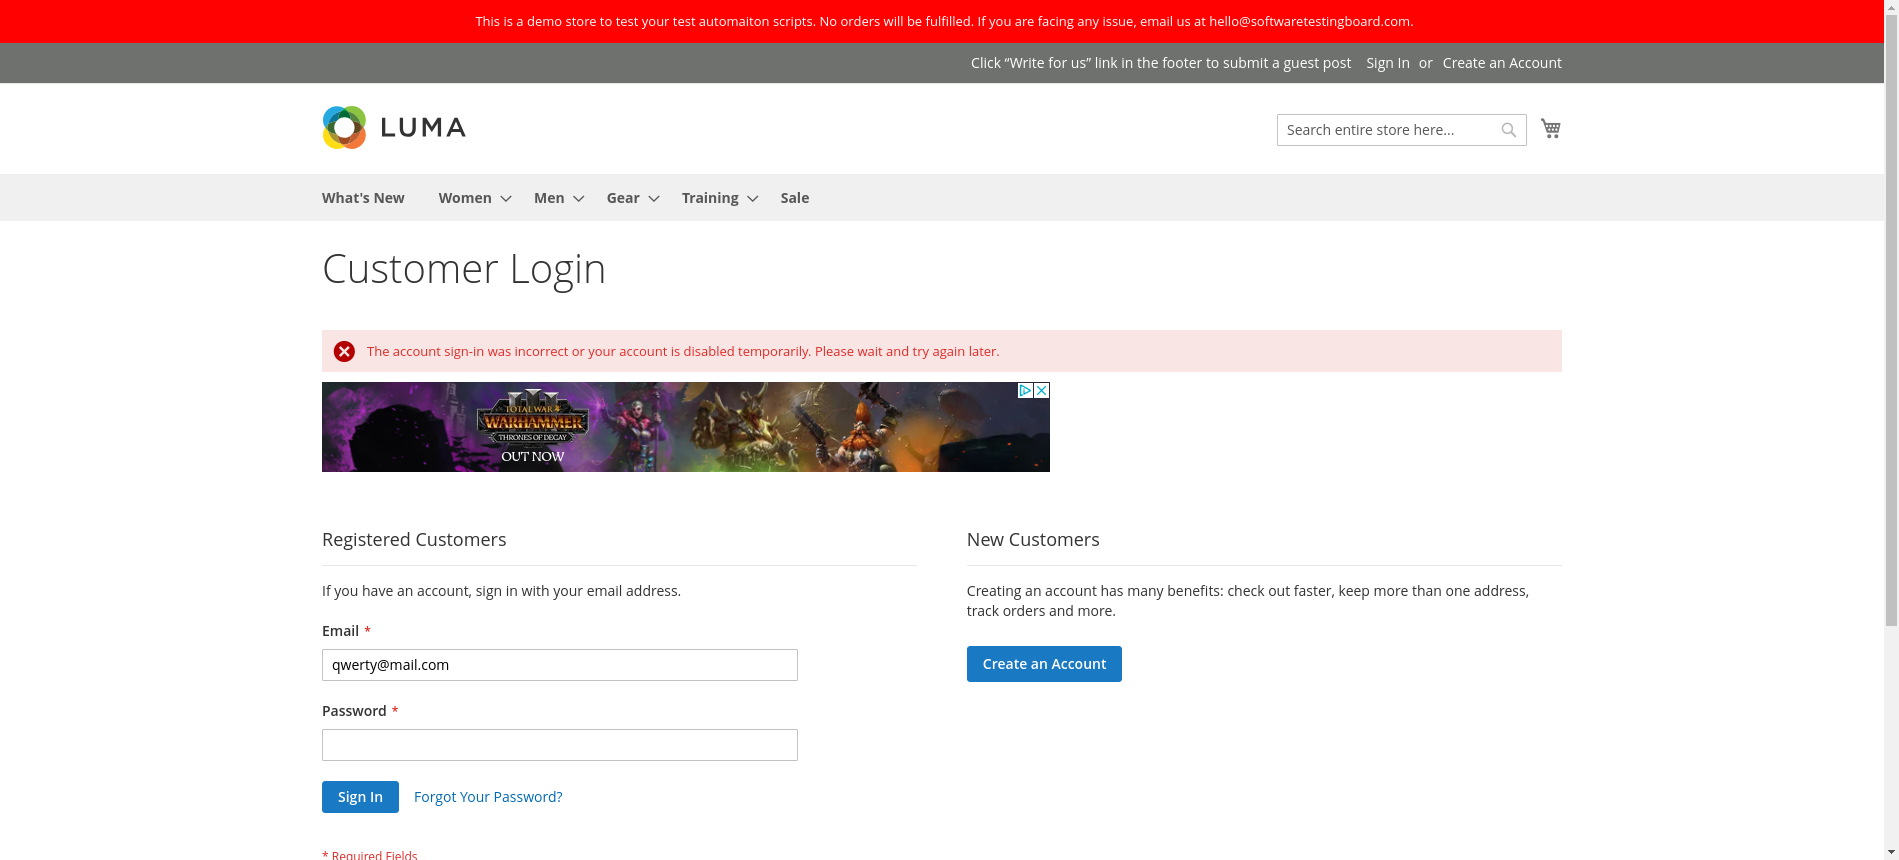 This is a demo store to test your test automaiton scripts. No orders will be fulfilled. If you are facing any issue, email us at hello@softwaretestingboard.com.
Click “Write for us” link in the footer to submit a guest post Sign In or Create an Account
LUMA
Search entire store here...
What's New Women Men Gear Training Sale
Customer Login
The account sign-in was incorrect or your account is disabled temporarily. Please wait and try again later.
TOTAL WAR
WARHAMMER
THRONES OF DECAY
OUT NOW
Registered Customers
If you have an account, sign in with your email address.
Email *
qwerty@mail.com
Password *
Sign In Forgot Your Password?
* Required Fields
New Customers
Creating an account has many benefits: check out faster, keep more than one address,
track orders and more.
Create an Account